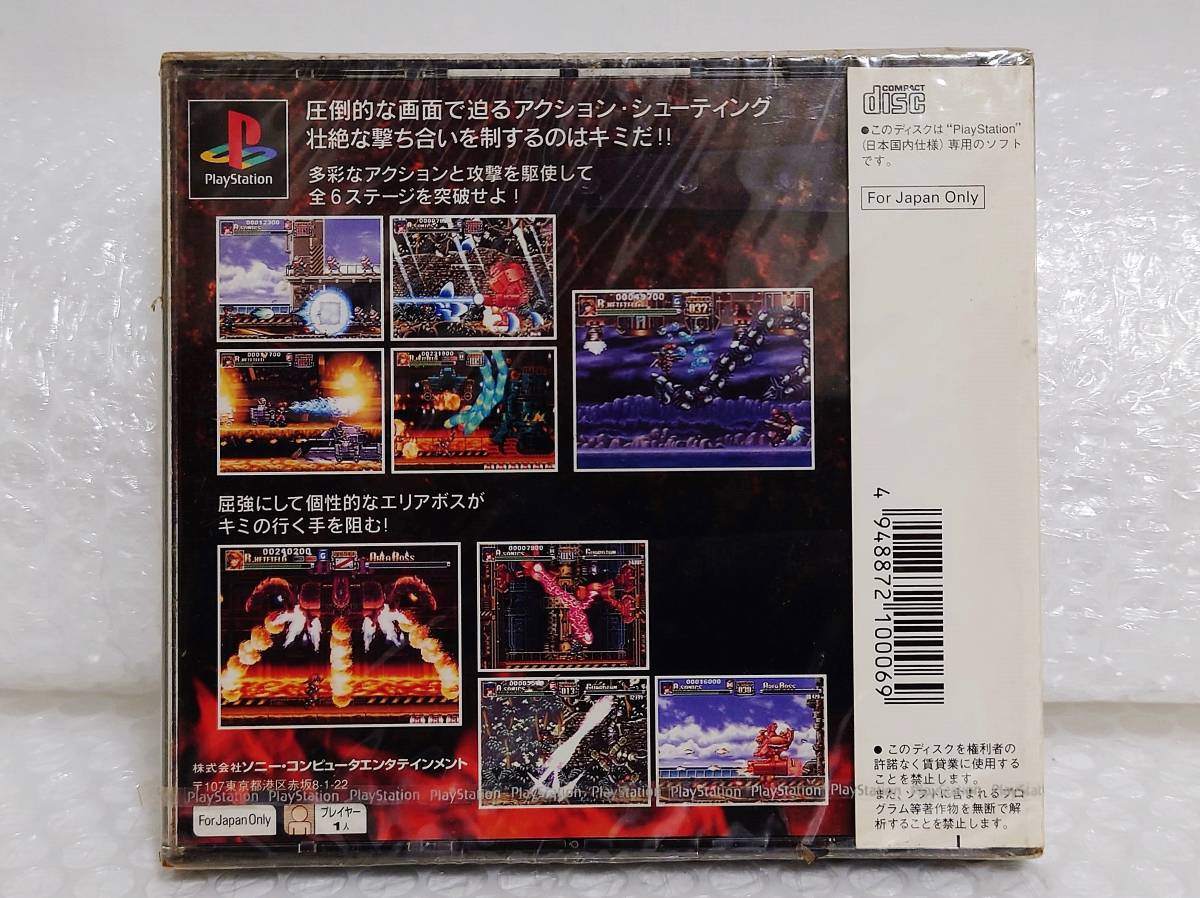 PlayStation
圧倒的な画面で迫るアクション・シューティング
壮絶な撃ち合いを制するのはキミだ!!
多彩なアクションと攻撃を駆使して
全6ステージを突破せよ!
屈強にして個性的なエリアボスが
キミの行く手を阻む!
00240200
株式会社ソニー・コンピュータエンタテインメント
〒107東京都港区赤坂8-1-22
PlayStation PlayStation PlayStation PlayStation PlayStation PlayStation PlayStation PlayStation PlayStation PlayStation
For Japan Only
プレイヤー
1人
COMPACT
disc
●このディスクは"PlayStation"
(日本国内仕様)専用のソフト
です。
For Japan Only
4 948872 100069
●このディスクを権利者の
許諾なく賃貸業に使用する
ことを禁止します。
また、ソフトに含まれるプロ
グラム等著作物を無断で解
析することを禁止します。